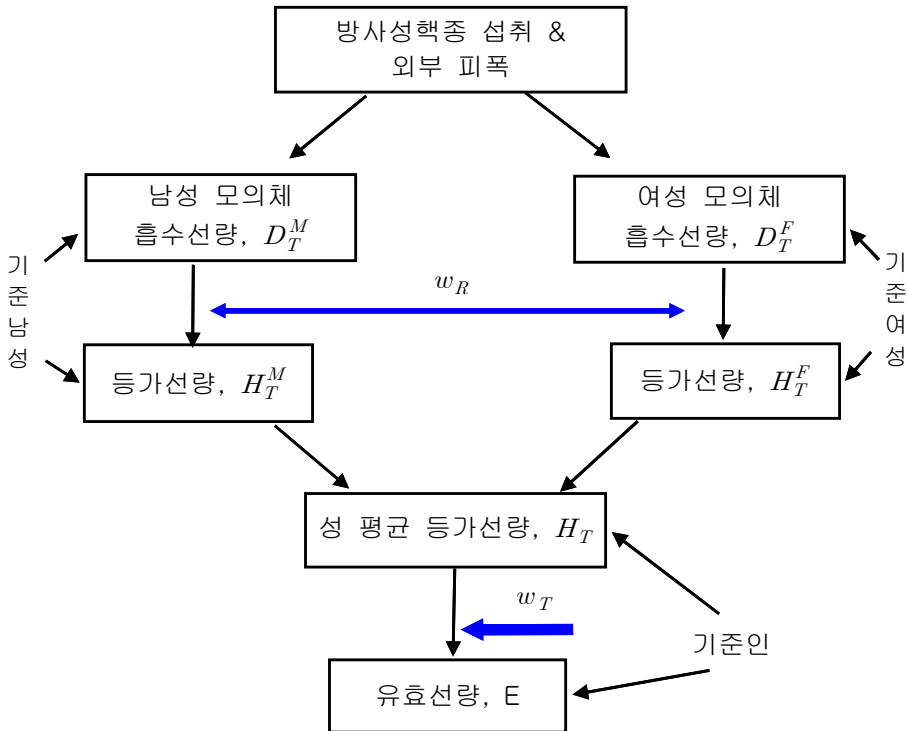 방사성핵종 섭취 &
외부 피폭
남성 모의체
흡수선량, $D_T^M$
여성 모의체
흡수선량, $D_T^F$
기
준
남
성
$w_R$
기
준
여
성
등가선량, $H_T^M$
등가선량, $H_T^F$
성 평균 등가선량, $H_T$
$w_T$
기준인
유효선량, E